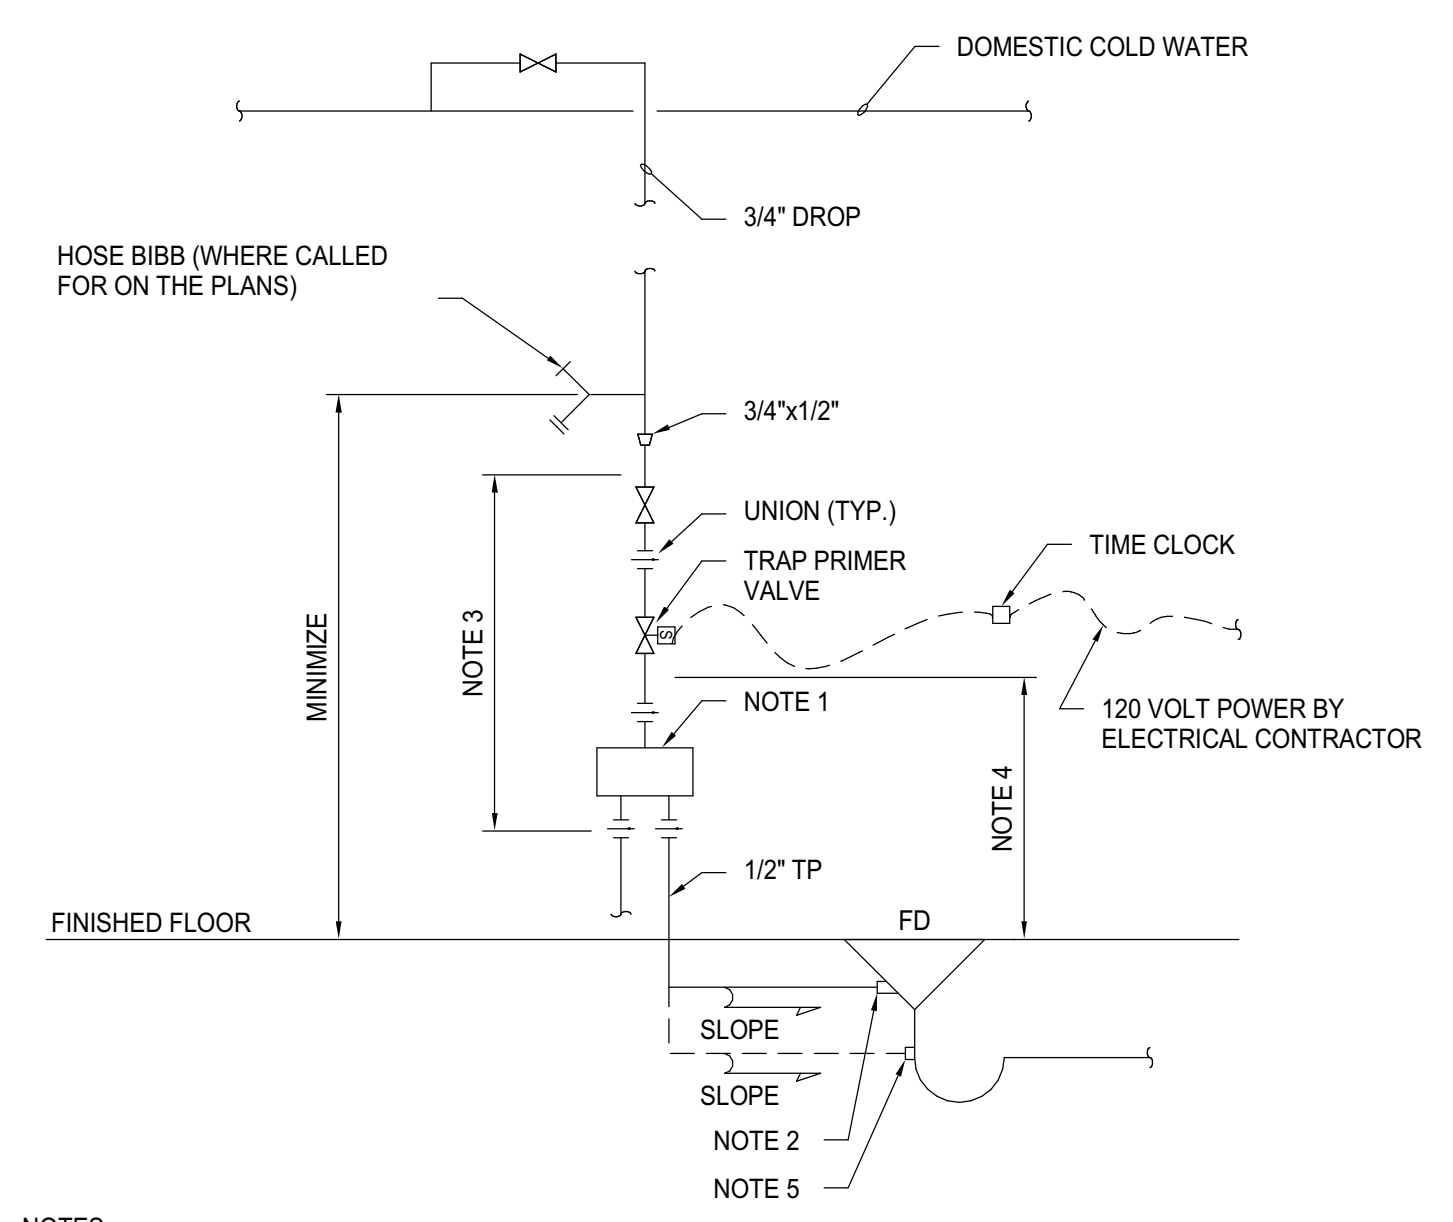 DOMESTIC COLD WATER
3/4" DROP
HOSE BIBB (WHERE CALLED
FOR ON THE PLANS)
3/4"x1/2"
UNION (TYP.)
TRAP PRIMER
VALVE
TIME CLOCK
S
MINIMIZE
NOTE 3
NOTE 1
120 VOLT POWER BY
ELECTRICAL CONTRACTOR
NOTE 4
1/2" TP
FINISHED FLOOR
FD
SLOPE
SLOPE
NOTE 2
NOTE 5
NOTES